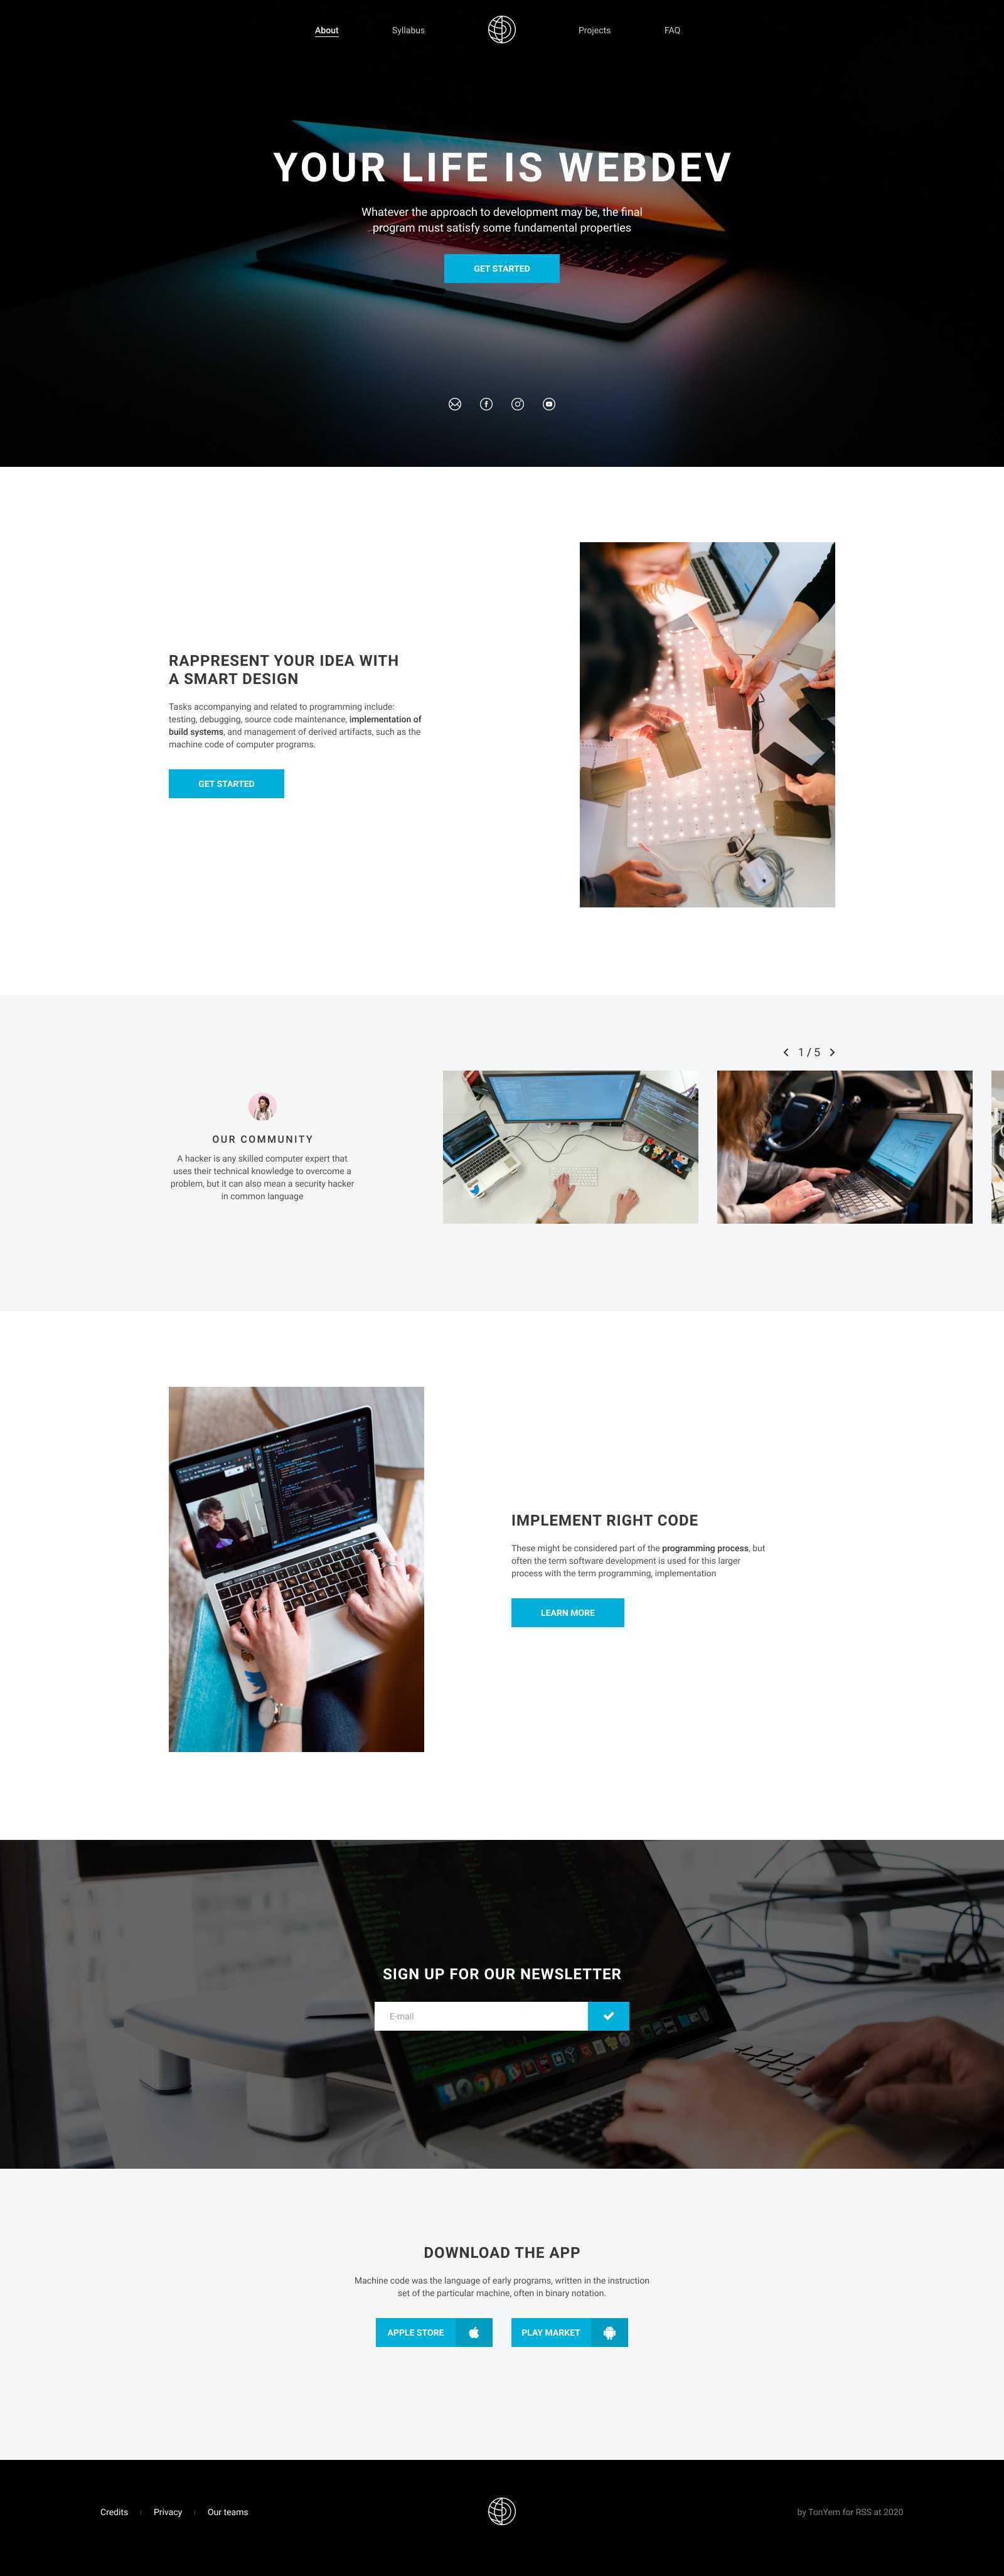 About
Syllabus
Projects
FAQ
YOUR LIFE IS WEBDEV
Whatever the approach to development may be, the final
program must satisfy some fundamental properties
GET STARTED
RAPPRESENT YOUR IDEA WITH
A SMART DESIGN
Tasks accompanying and related to programming include:
testing, debugging, source code maintenance, implementation of
build systems, and management of derived artifacts, such as the
machine code of computer programs.
GET STARTED
1 / 5
OUR COMMUNITY
A hacker is any skilled computer expert that
uses their technical knowledge to overcome a
problem, but it can also mean a security hacker
in common language
IMPLEMENT RIGHT CODE
These might be considered part of the programming process, but
often the term software development is used for this larger
process with the term programming, implementation
LEARN MORE
SIGN UP FOR OUR NEWSLETTER
E-mail
DOWNLOAD THE APP
Machine code was the language of early programs, written in the instruction
set of the particular machine, often in binary notation.
APPLE STORE
PLAY MARKET
Credits
Privacy
Our teams
by TonYem for RSS at 2020